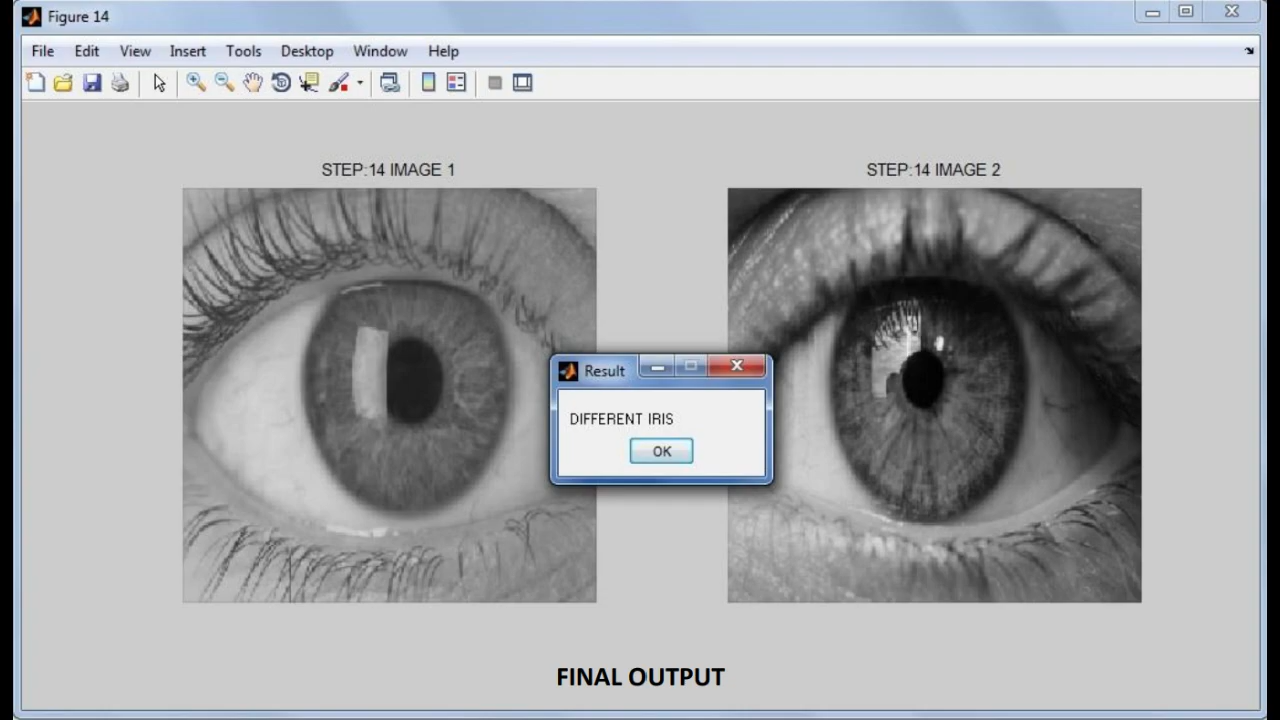 Figure 14
File Edit View Insert Tools Desktop Window Help
STEP:14 IMAGE 1
STEP:14 IMAGE 2
Result
DIFFERENT IRIS
OK
FINAL OUTPUT